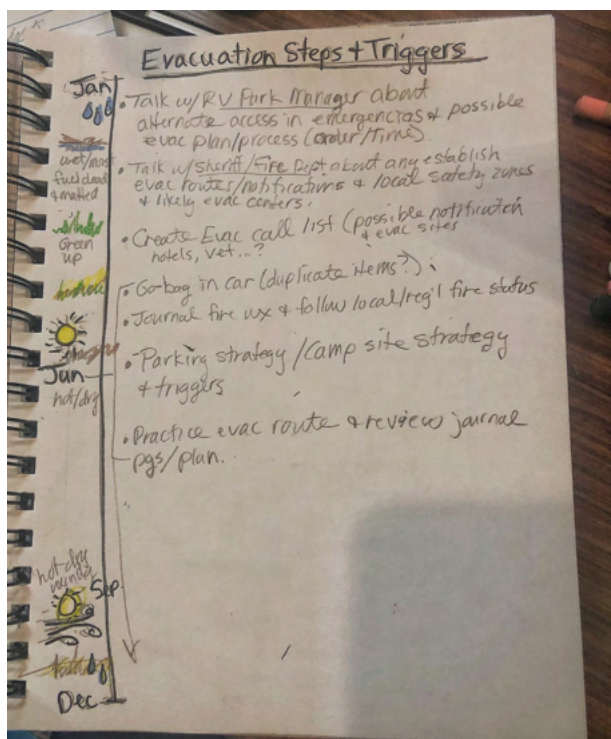 Evacuation Steps + Triggers
Jan
• Talk w/ RV Park Manager about
alternate access in emergencies & possible
evac plan/process (order/time).
wet/moist
fuel dead
& matted
• Talk w/ Sheriff/Fire Dept about any establish
evac routes/notifications & local safety zones
& likely evac centers.
Green
up
• Create Evac call list (possible notification
& evac sites
hotels, vet...?
• Go-bag in car (duplicate items?)
• Journal fire wx & follow local/reg'l fire status
• Parking strategy/Camp site strategy
& triggers
Jun
hot/dry
• Practice evac route & review journal
pgs/plan.
hot-dry
windy
Sep
Dec